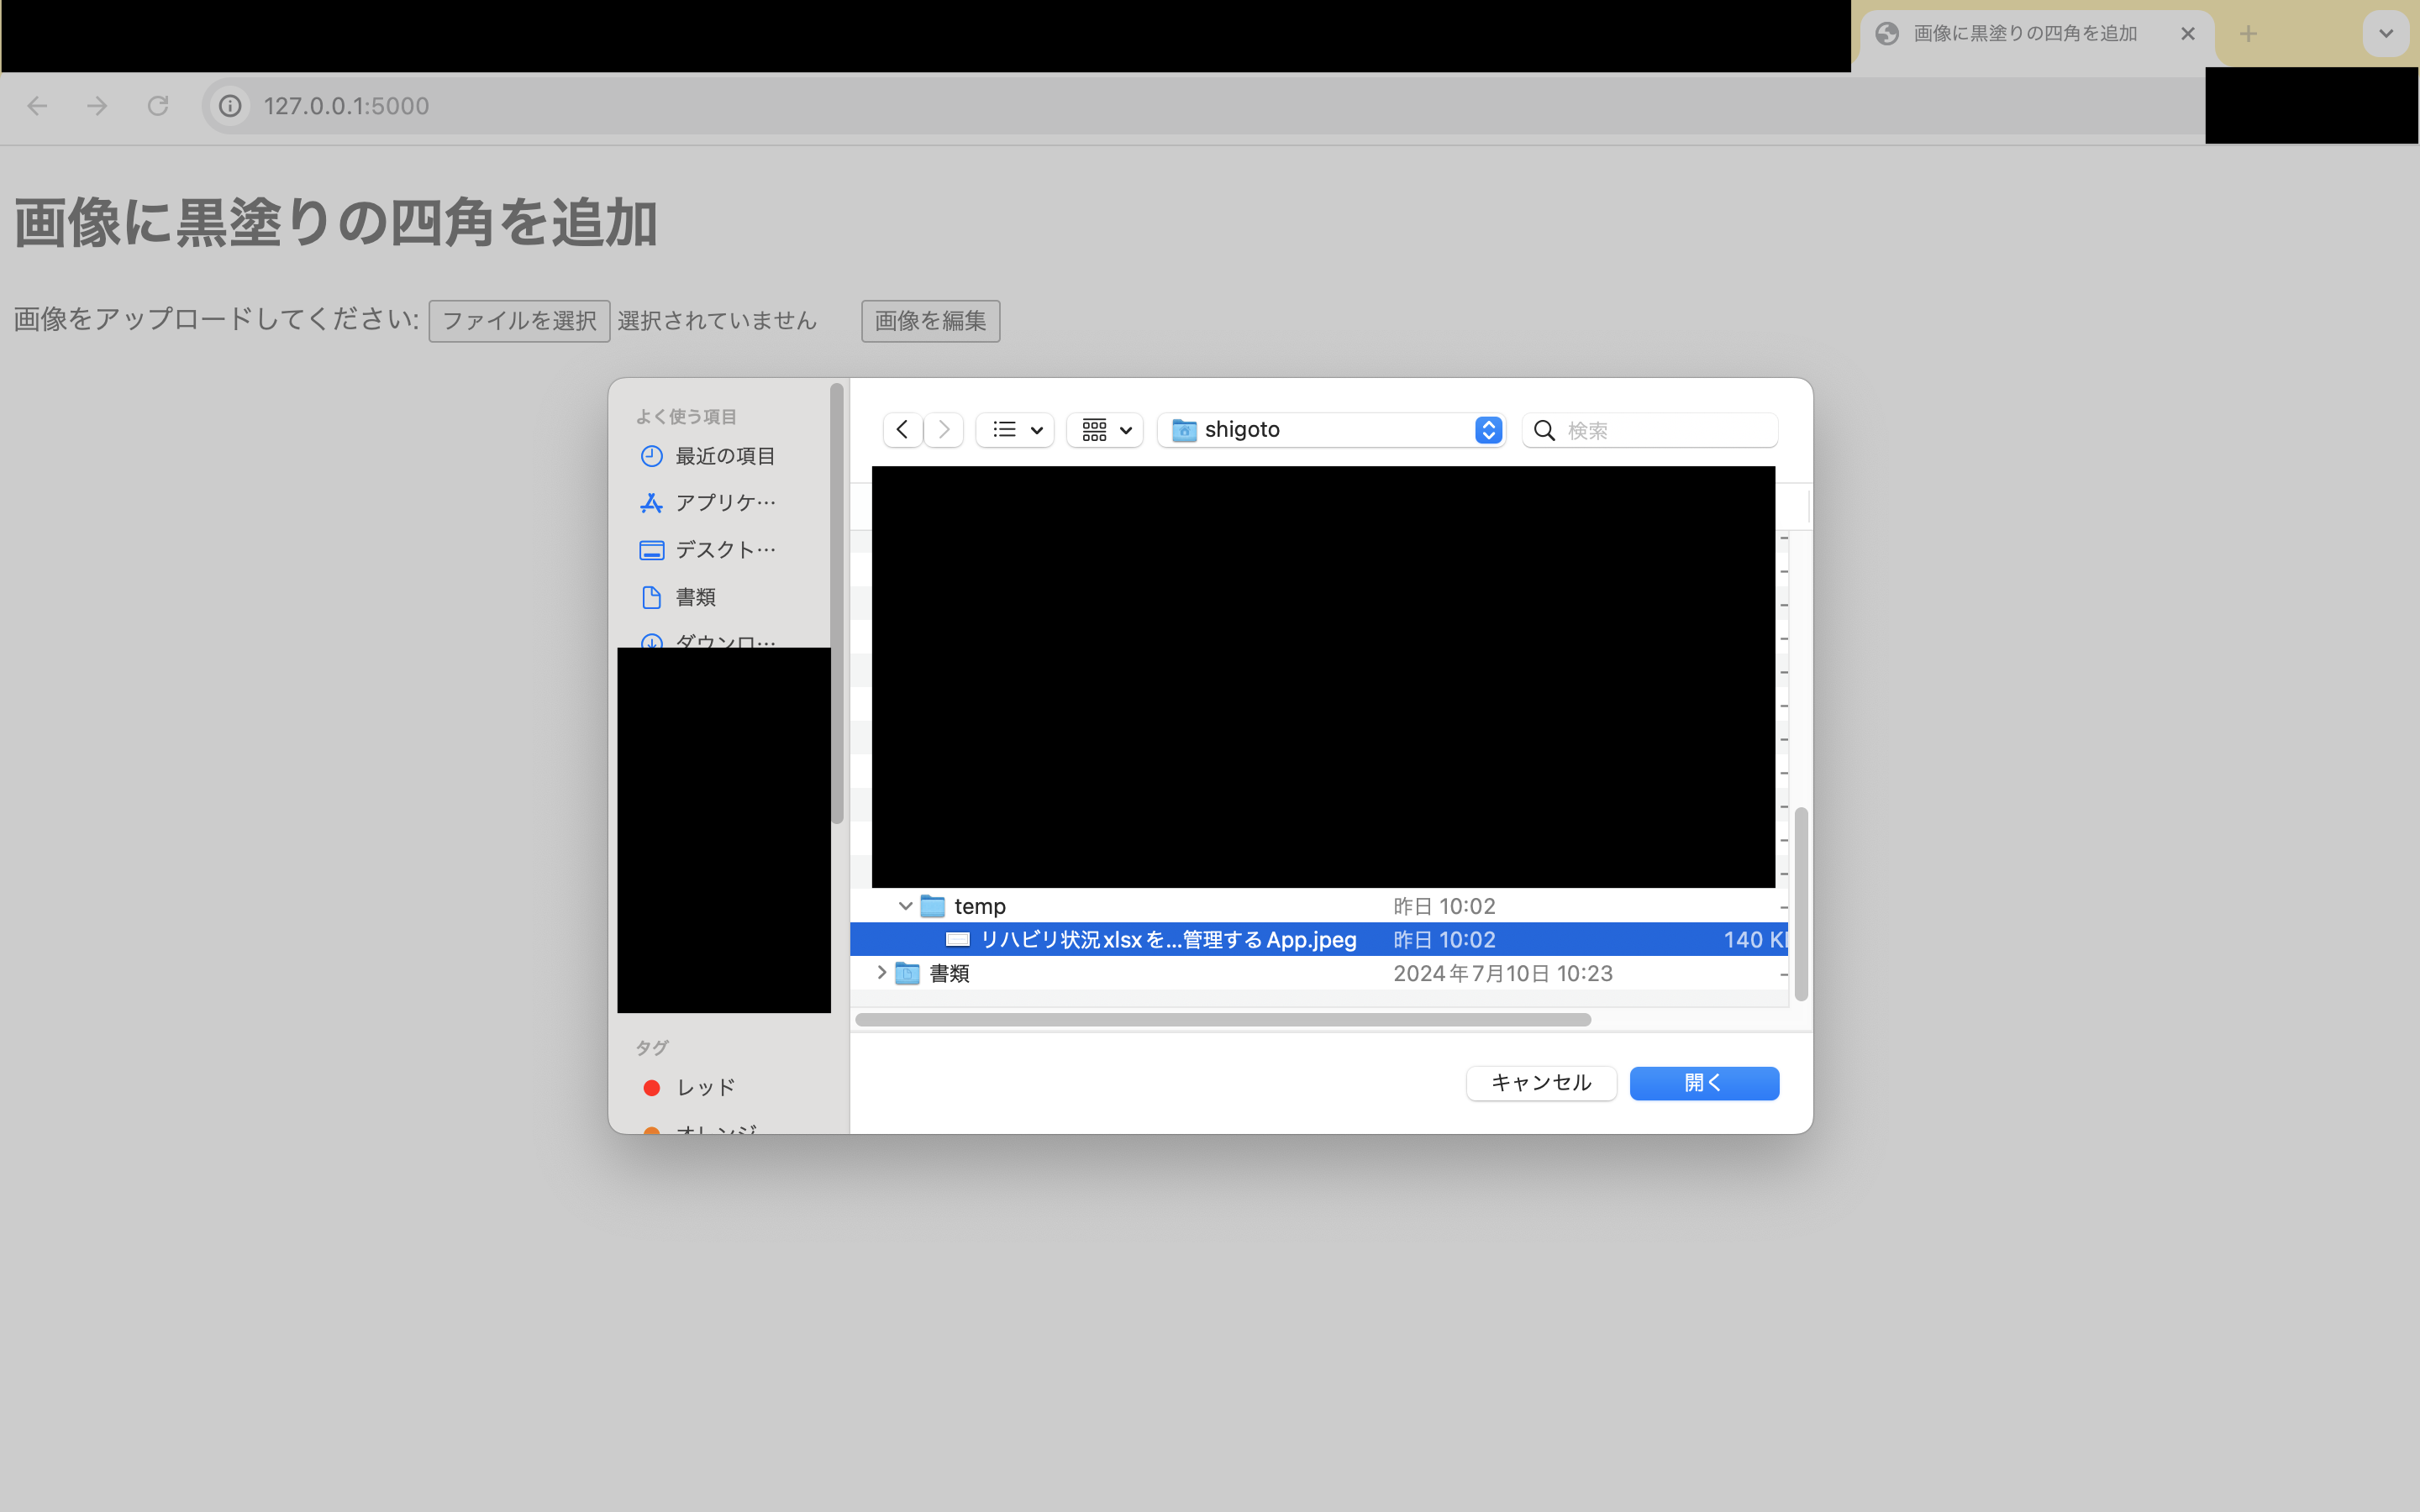 画像に黒塗りの四角を追加
127.0.0.1:5000
画像に黒塗りの四角を追加
画像をアップロードしてください: ファイルを選択 選択されていません 画像を編集
よく使う項目
最近の項目
アプリケ…
デスクト…
書類
ダウンロ…
タグ
レッド
オレンジ
shigoto
検索
temp 昨日 10:02
リハビリ状況xlsxを...管理するApp.jpeg 昨日 10:02 140 K
書類 2024年7月10日 10:23
キャンセル 開く